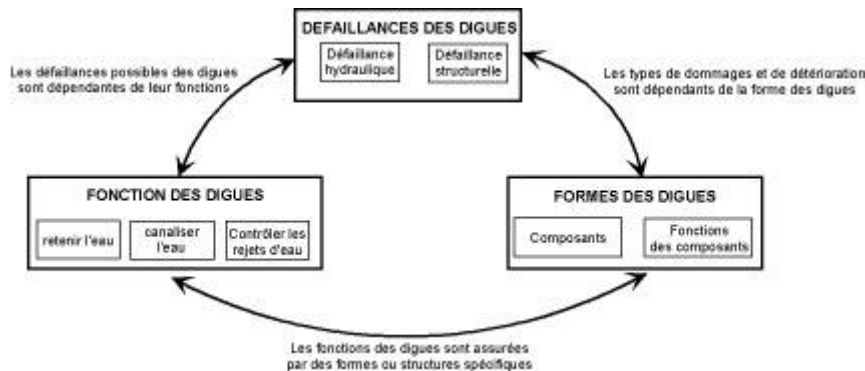 DEFAILLANCES DES DIGUES
Défaillance
hydraulique
Défaillance
structurelle
Les défaillances possibles des digues
sont dépendantes de leur fonctions
Les types de dommages et de détérioration
sont dépendants de la forme des digues
FONCTION DES DIGUES
retenir l'eau
canaliser
l'eau
Contrôler les
rejets d'eau
FORMES DES DIGUES
Composants
Fonctions
des composants
Les fonctions des digues sont assurées
par des formes ou structures spécifiques